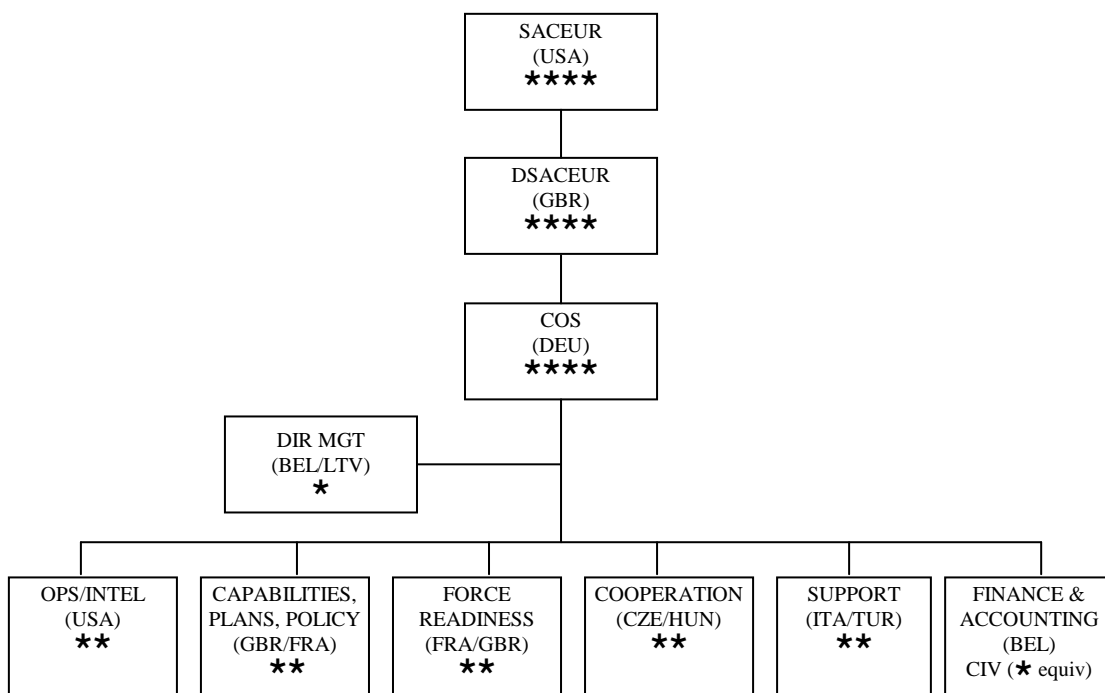 SACEUR
(USA)
★★★★
DSACEUR
(GBR)
★★★★
COS
(DEU)
★★★★
DIR MGT
(BEL/LTV)
★
OPS/INTEL
(USA)
★★
CAPABILITIES,
PLANS, POLICY
(GBR/FRA)
★★
FORCE
READINESS
(FRA/GBR)
★★
COOPERATION
(CZE/HUN)
★★
SUPPORT
(ITA/TUR)
★★
FINANCE &
ACCOUNTING
(BEL)
CIV (★ equiv)